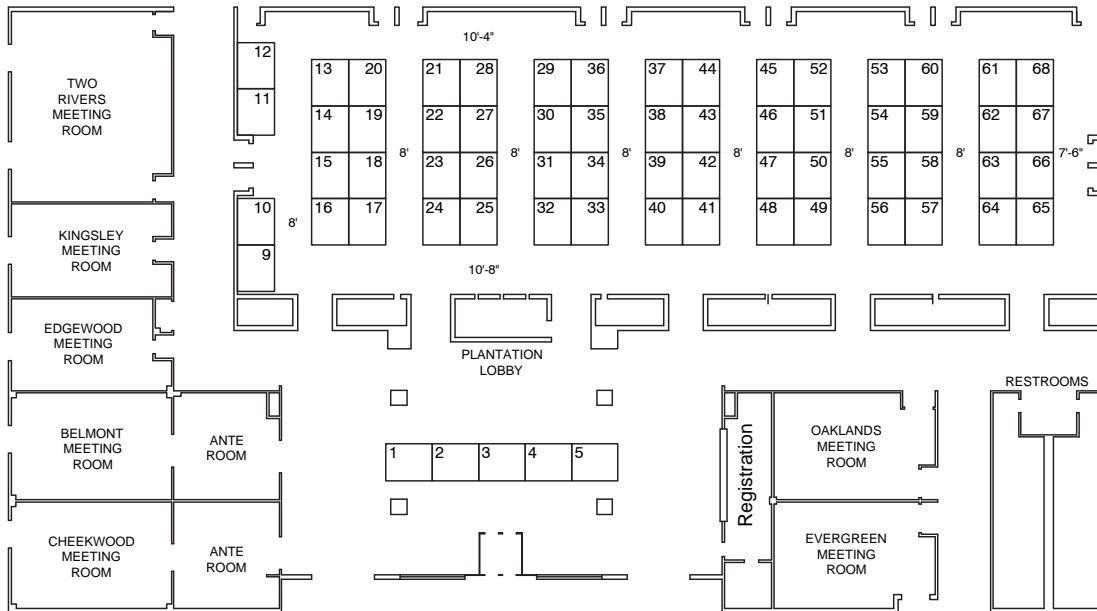 10'-4"
12
13 20 21 28 29 36 37 44 45 52 53 60 61 68
TWO
RIVERS
MEETING
ROOM
11
14 19 22 27 30 35 38 43 46 51 54 59 62 67
8' 8' 8' 8' 8' 8' 7'-6"
15 18 23 26 31 34 39 42 47 50 55 58 63 66
10
16 17 24 25 32 33 40 41 48 49 56 57 64 65
8'
KINGSLEY
MEETING
ROOM
9
10'-8"
EDGEWOOD
MEETING
ROOM
PLANTATION
LOBBY
RESTROOMS
BELMONT
MEETING
ROOM
ANTE
ROOM
1 2 3 4 5
Registration
OAKLANDS
MEETING
ROOM
CHEEKWOOD
MEETING
ROOM
ANTE
ROOM
EVERGREEN
MEETING
ROOM